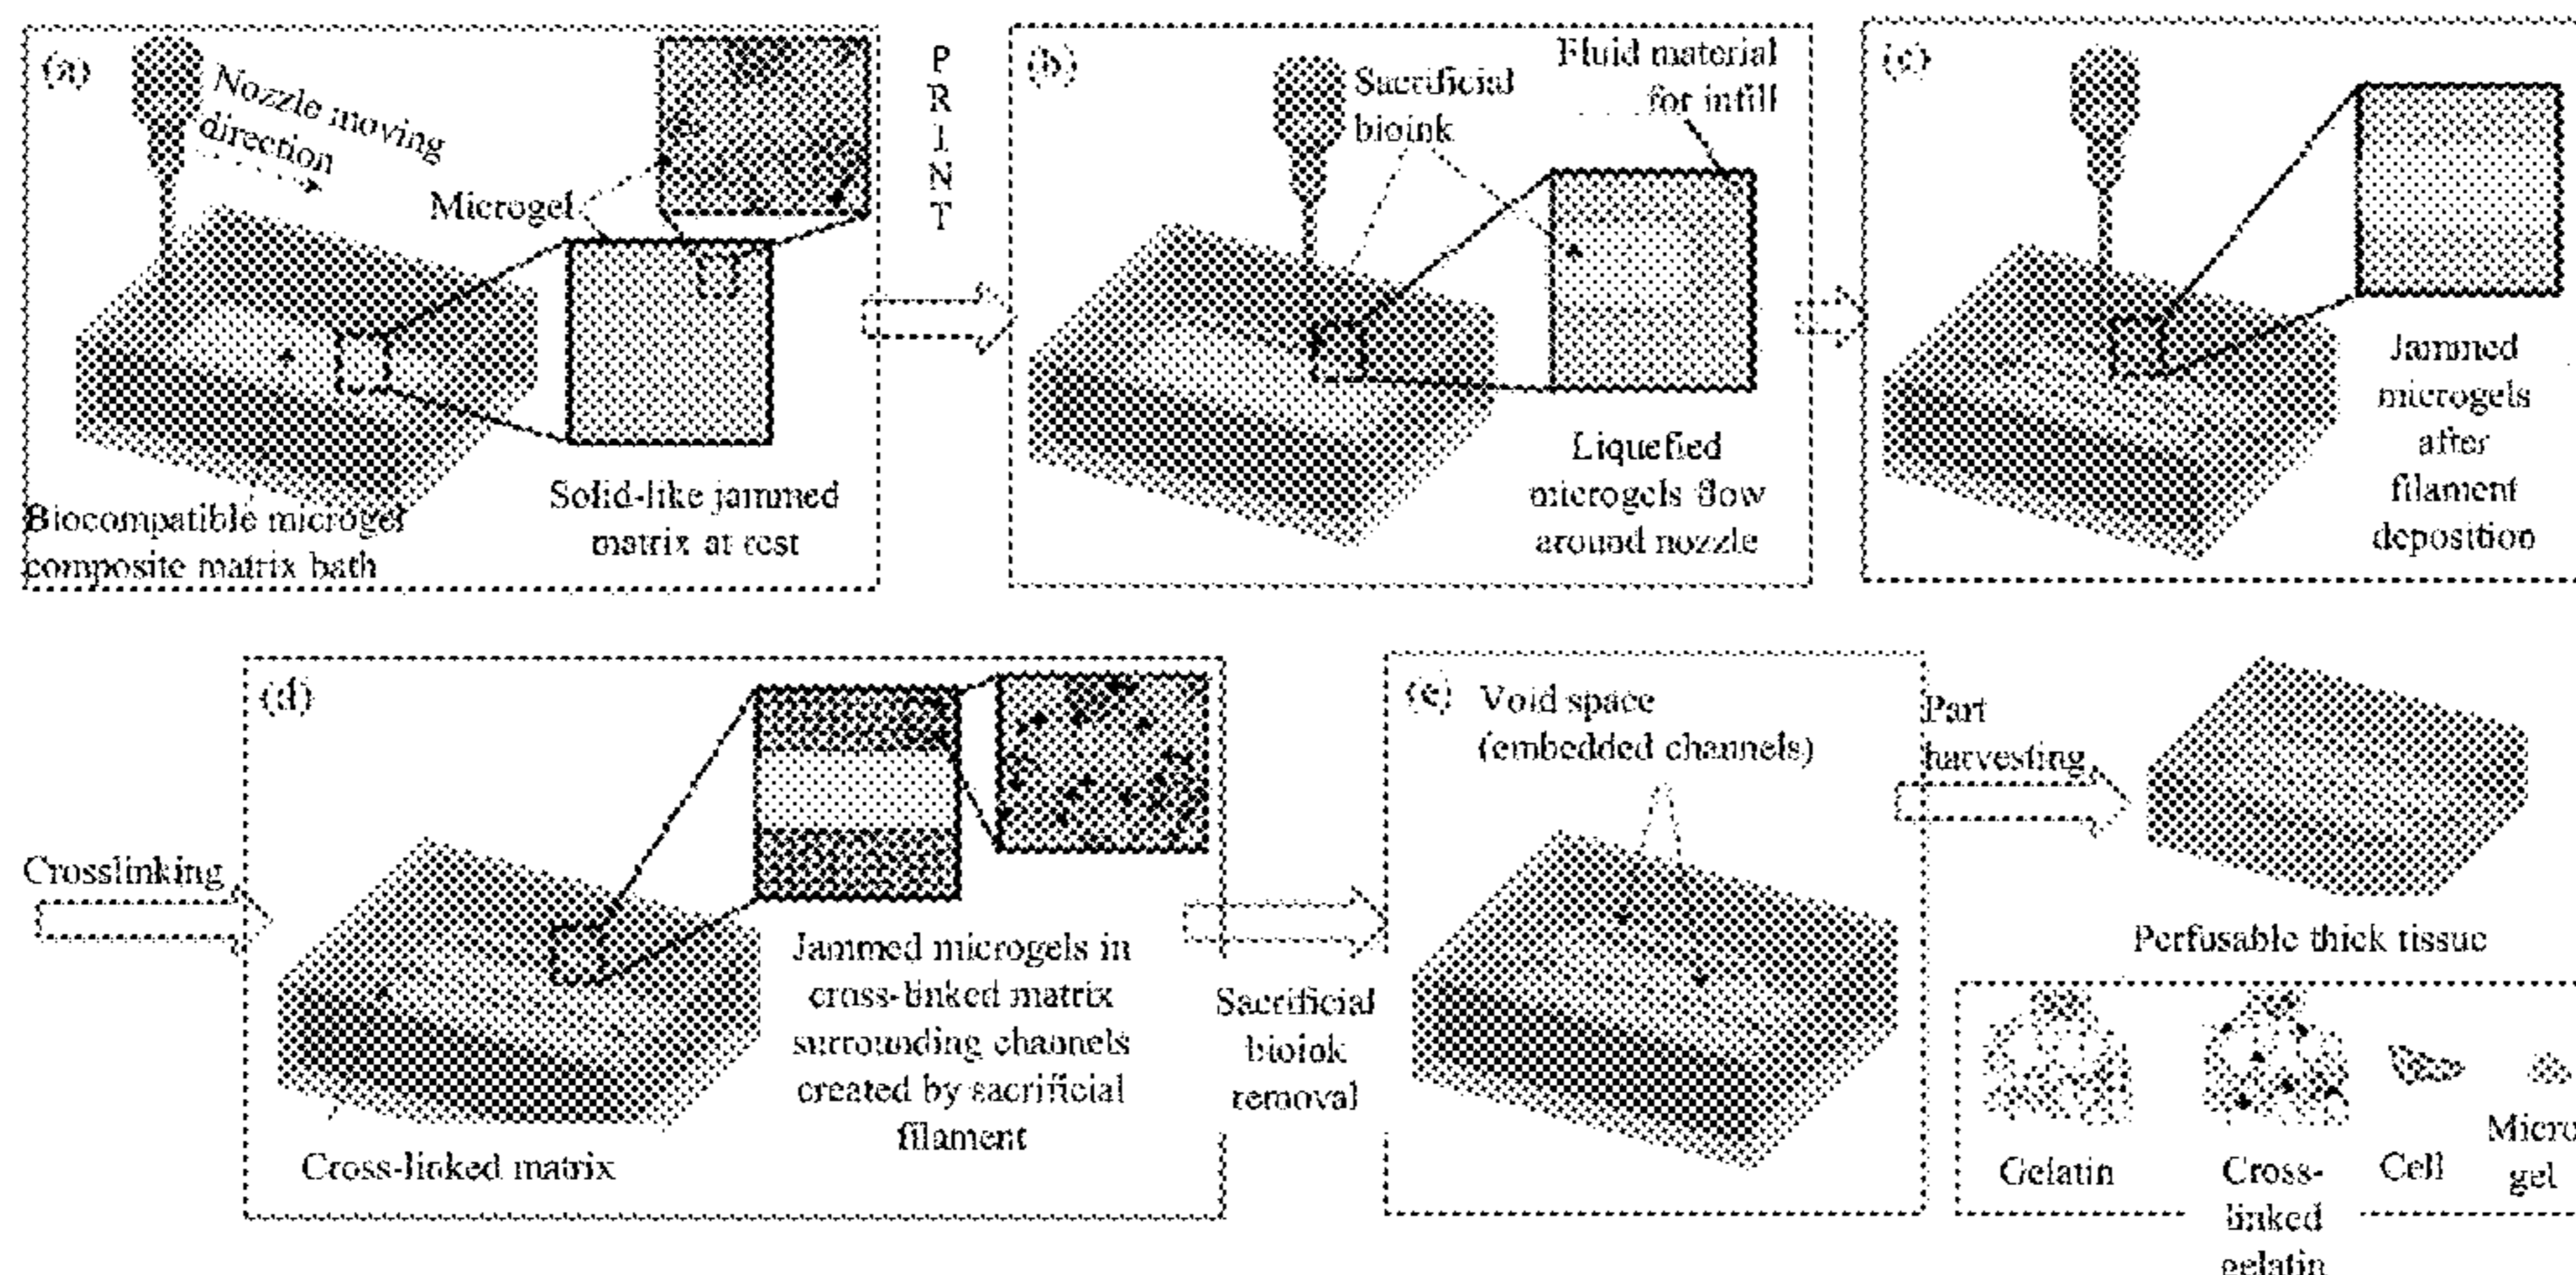 (a)
Nozzle moving
direction
Microgel
Biocompatible microgel
composite matrix bath
Solid-like jammed
matrix at rest
PRINT
(b)
Sacrificial
bioink
Fluid material
for infill
Liquefied
microgels flow
around nozzle
(c)
Jammed
microgels
after
filament
deposition
Crosslinking
(d)
Cross-linked matrix
Jammed microgels in
cross-linked matrix
surrounding channels
created by sacrificial
filament
Sacrificial
bioink
removal
(e)
Void space
(embedded channels)
Part
harvesting
Perfusable thick tissue
Gelatin
Cross-
linked
gelatin
Cell
Micro
gel